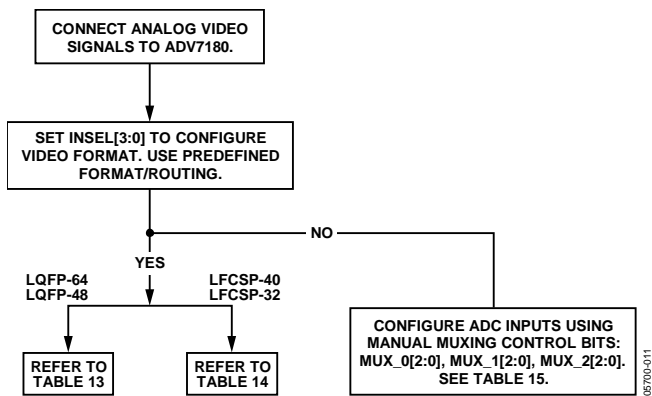 CONNECT ANALOG VIDEO
SIGNALS TO ADV7180.
SET INSEL[3:0] TO CONFIGURE
VIDEO FORMAT. USE PREDEFINED
FORMAT/ROUTING.
NO
YES
LQFP-64
LQFP-48
LFCSP-40
LFCSP-32
REFER TO
TABLE 13
REFER TO
TABLE 14
CONFIGURE ADC INPUTS USING
MANUAL MUXING CONTROL BITS:
MUX_0[2:0], MUX_1[2:0], MUX_2[2:0].
SEE TABLE 15.
05700-011